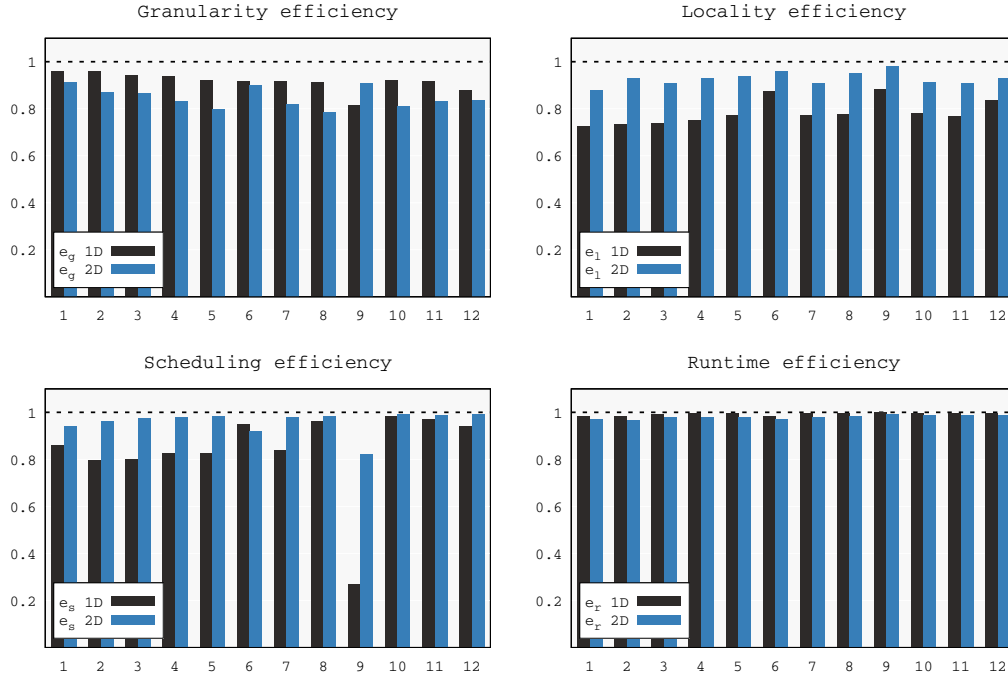 Granularity efficiency
1
0.8
0.6
0.4
0.2
e_g 1D
e_g 2D
1 2 3 4 5 6 7 8 9 10 11 12
Locality efficiency
1
0.8
0.6
0.4
0.2
e_l 1D
e_l 2D
1 2 3 4 5 6 7 8 9 10 11 12
Scheduling efficiency
1
0.8
0.6
0.4
0.2
e_s 1D
e_s 2D
1 2 3 4 5 6 7 8 9 10 11 12
Runtime efficiency
1
0.8
0.6
0.4
0.2
e_r 1D
e_r 2D
1 2 3 4 5 6 7 8 9 10 11 12